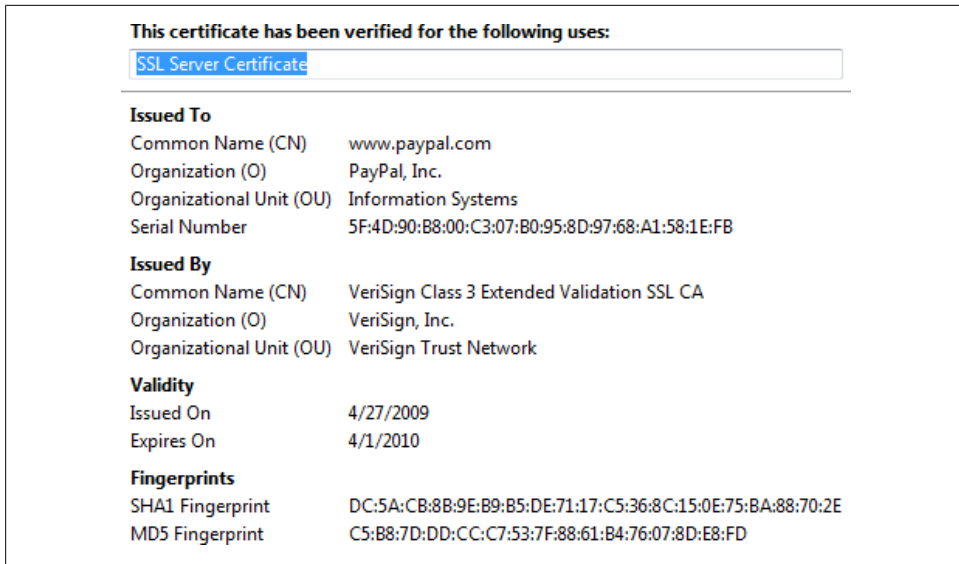 This certificate has been verified for the following uses:
SSL Server Certificate
Issued To
Common Name (CN) www.paypal.com
Organization (O) PayPal, Inc.
Organizational Unit (OU) Information Systems
Serial Number 5F:4D:90:B8:00:C3:07:B0:95:8D:97:68:A1:58:1E:FB
Issued By
Common Name (CN) VeriSign Class 3 Extended Validation SSL CA
Organization (O) VeriSign, Inc.
Organizational Unit (OU) VeriSign Trust Network
Validity
Issued On 4/27/2009
Expires On 4/1/2010
Fingerprints
SHA1 Fingerprint DC:5A:CB:8B:9E:B9:B5:DE:71:17:C5:36:8C:15:0E:75:BA:88:70:2E
MD5 Fingerprint C5:B8:7D:DD:CC:C7:53:7F:88:61:B4:76:07:8D:E8:FD